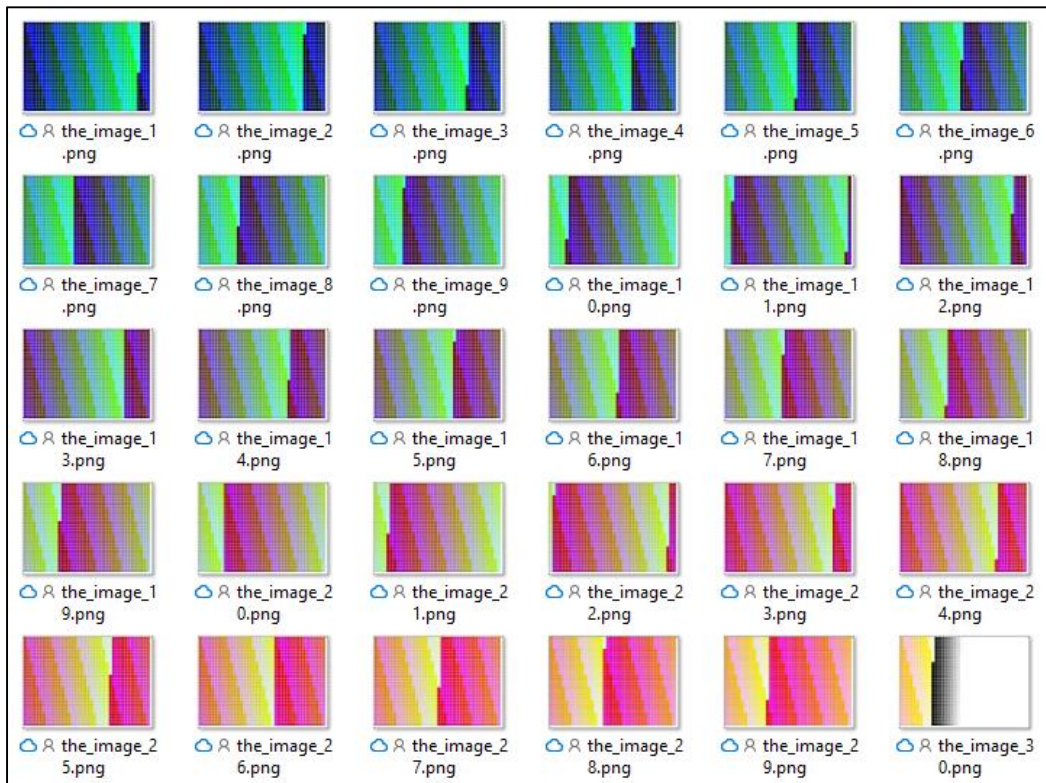 the_image_1 the_image_2 the_image_3 the_image_4 the_image_5 the_image_6
.png .png .png .png .png .png
the_image_7 the_image_8 the_image_9 the_image_1 the_image_1 the_image_1
.png .png .png 0.png 1.png 2.png
the_image_1 the_image_1 the_image_1 the_image_1 the_image_1 the_image_1
3.png 4.png 5.png 6.png 7.png 8.png
the_image_1 the_image_2 the_image_2 the_image_2 the_image_2 the_image_2
9.png 0.png 1.png 2.png 3.png 4.png
the_image_2 the_image_2 the_image_2 the_image_2 the_image_2 the_image_3
5.png 6.png 7.png 8.png 9.png 0.png